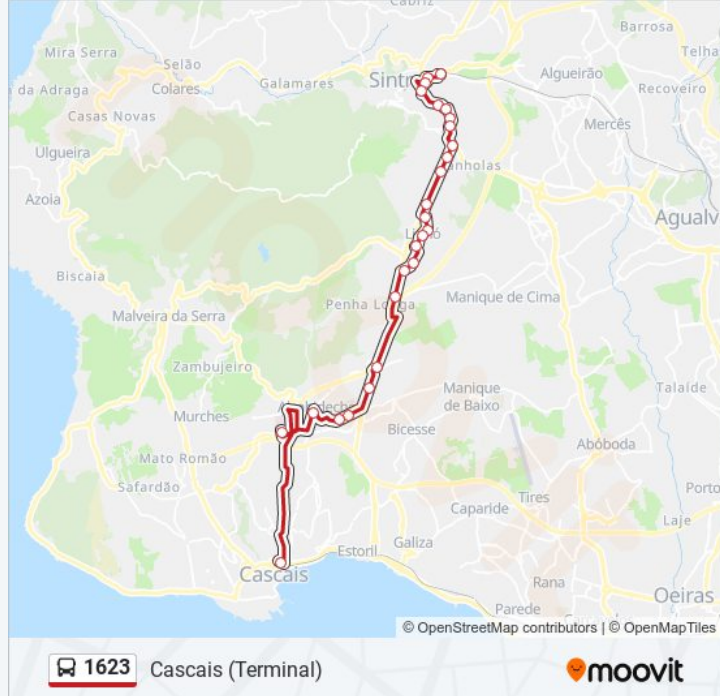 Cabriz
Barrosa
Mira Serra
Telha
Selão
Sintr
Algueirão
da Adraga
Colares
Galamares
Recoveiro
Casas Novas
Mercês
Ulgueira
anholas
Azoia
Agualv
Biscaia
Penha Longa
Manique de Cima
Malveira da Serra
Zambujeiro
Manique
de Baixo
Talaíde
Murches
Bicesse
Abóboda
Mato Romão
Safardão
Tires
Porto
Caparide
Laje
Estoril
Galiza
Cascais
Rana
Oeiras
Parede
© OpenStreetMap contributors | © OpenMapTiles
1623 Cascais (Terminal)
moovit